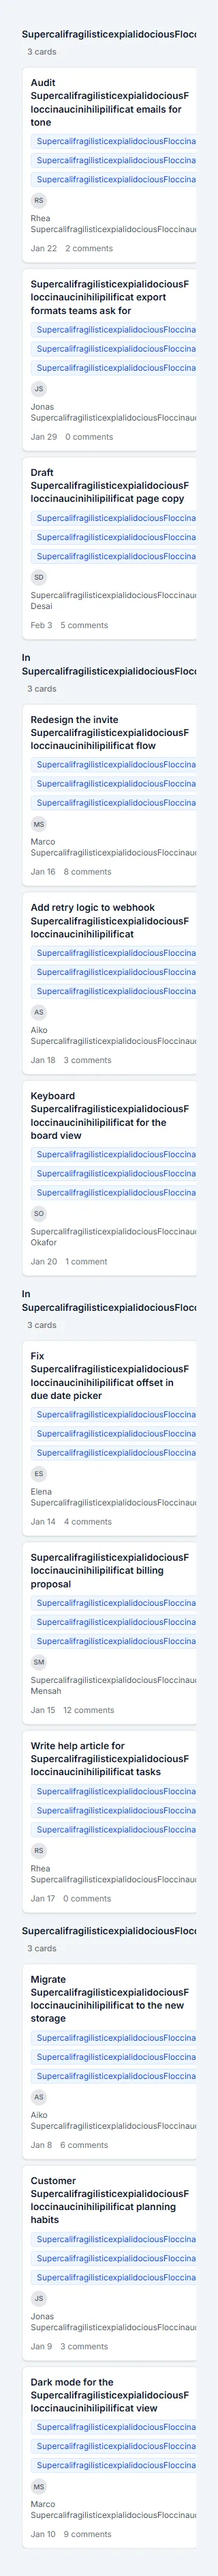 SupercalifragilisticexpialidociousFlocc
3 cards
Audit
SupercalifragilisticexpialidociousF
loccinaucinihilipilificat emails for
tone
SupercalifragilisticexpialidociousFloccina
SupercalifragilisticexpialidociousFloccina
SupercalifragilisticexpialidociousFloccina
RS
Rhea
SupercalifragilisticexpialidociousFloccinau
Jan 22 2 comments
SupercalifragilisticexpialidociousF
loccinaucinihilipilificat export
formats teams ask for
SupercalifragilisticexpialidociousFloccina
SupercalifragilisticexpialidociousFloccina
SupercalifragilisticexpialidociousFloccina
JS
Jonas
SupercalifragilisticexpialidociousFloccinau
Jan 29 0 comments
Draft
SupercalifragilisticexpialidociousF
loccinaucinihilipilificat page copy
SupercalifragilisticexpialidociousFloccina
SupercalifragilisticexpialidociousFloccina
SupercalifragilisticexpialidociousFloccina
SD
SupercalifragilisticexpialidociousFloccinau
Desai
Feb 3 5 comments
In
SupercalifragilisticexpialidociousFlocc
3 cards
Redesign the invite
SupercalifragilisticexpialidociousF
loccinaucinihilipilificat flow
SupercalifragilisticexpialidociousFloccina
SupercalifragilisticexpialidociousFloccina
SupercalifragilisticexpialidociousFloccina
MS
Marco
SupercalifragilisticexpialidociousFloccinau
Jan 16 8 comments
Add retry logic to webhook
SupercalifragilisticexpialidociousF
loccinaucinihilipilificat
SupercalifragilisticexpialidociousFloccina
SupercalifragilisticexpialidociousFloccina
SupercalifragilisticexpialidociousFloccina
AS
Aiko
SupercalifragilisticexpialidociousFloccinau
Jan 18 3 comments
Keyboard
SupercalifragilisticexpialidociousF
loccinaucinihilipilificat for the
board view
SupercalifragilisticexpialidociousFloccina
SupercalifragilisticexpialidociousFloccina
SupercalifragilisticexpialidociousFloccina
SO
SupercalifragilisticexpialidociousFloccinau
Okafor
Jan 20 1 comment
In
SupercalifragilisticexpialidociousFlocc
3 cards
Fix
SupercalifragilisticexpialidociousF
loccinaucinihilipilificat offset in
due date picker
SupercalifragilisticexpialidociousFloccina
SupercalifragilisticexpialidociousFloccina
SupercalifragilisticexpialidociousFloccina
ES
Elena
SupercalifragilisticexpialidociousFloccinau
Jan 14 4 comments
SupercalifragilisticexpialidociousF
loccinaucinihilipilificat billing
proposal
SupercalifragilisticexpialidociousFloccina
SupercalifragilisticexpialidociousFloccina
SupercalifragilisticexpialidociousFloccina
SM
SupercalifragilisticexpialidociousFloccinau
Mensah
Jan 15 12 comments
Write help article for
SupercalifragilisticexpialidociousF
loccinaucinihilipilificat tasks
SupercalifragilisticexpialidociousFloccina
SupercalifragilisticexpialidociousFloccina
SupercalifragilisticexpialidociousFloccina
RS
Rhea
SupercalifragilisticexpialidociousFloccinau
Jan 17 0 comments
SupercalifragilisticexpialidociousFlocc
3 cards
Migrate
SupercalifragilisticexpialidociousF
loccinaucinihilipilificat to the new
storage
SupercalifragilisticexpialidociousFloccina
SupercalifragilisticexpialidociousFloccina
SupercalifragilisticexpialidociousFloccina
AS
Aiko
SupercalifragilisticexpialidociousFloccinau
Jan 8 6 comments
Customer
SupercalifragilisticexpialidociousF
loccinaucinihilipilificat planning
habits
SupercalifragilisticexpialidociousFloccina
SupercalifragilisticexpialidociousFloccina
SupercalifragilisticexpialidociousFloccina
JS
Jonas
SupercalifragilisticexpialidociousFloccinau
Jan 9 3 comments
Dark mode for the
SupercalifragilisticexpialidociousF
loccinaucinihilipilificat view
SupercalifragilisticexpialidociousFloccina
SupercalifragilisticexpialidociousFloccina
SupercalifragilisticexpialidociousFloccina
MS
Marco
SupercalifragilisticexpialidociousFloccinau
Jan 10 9 comments